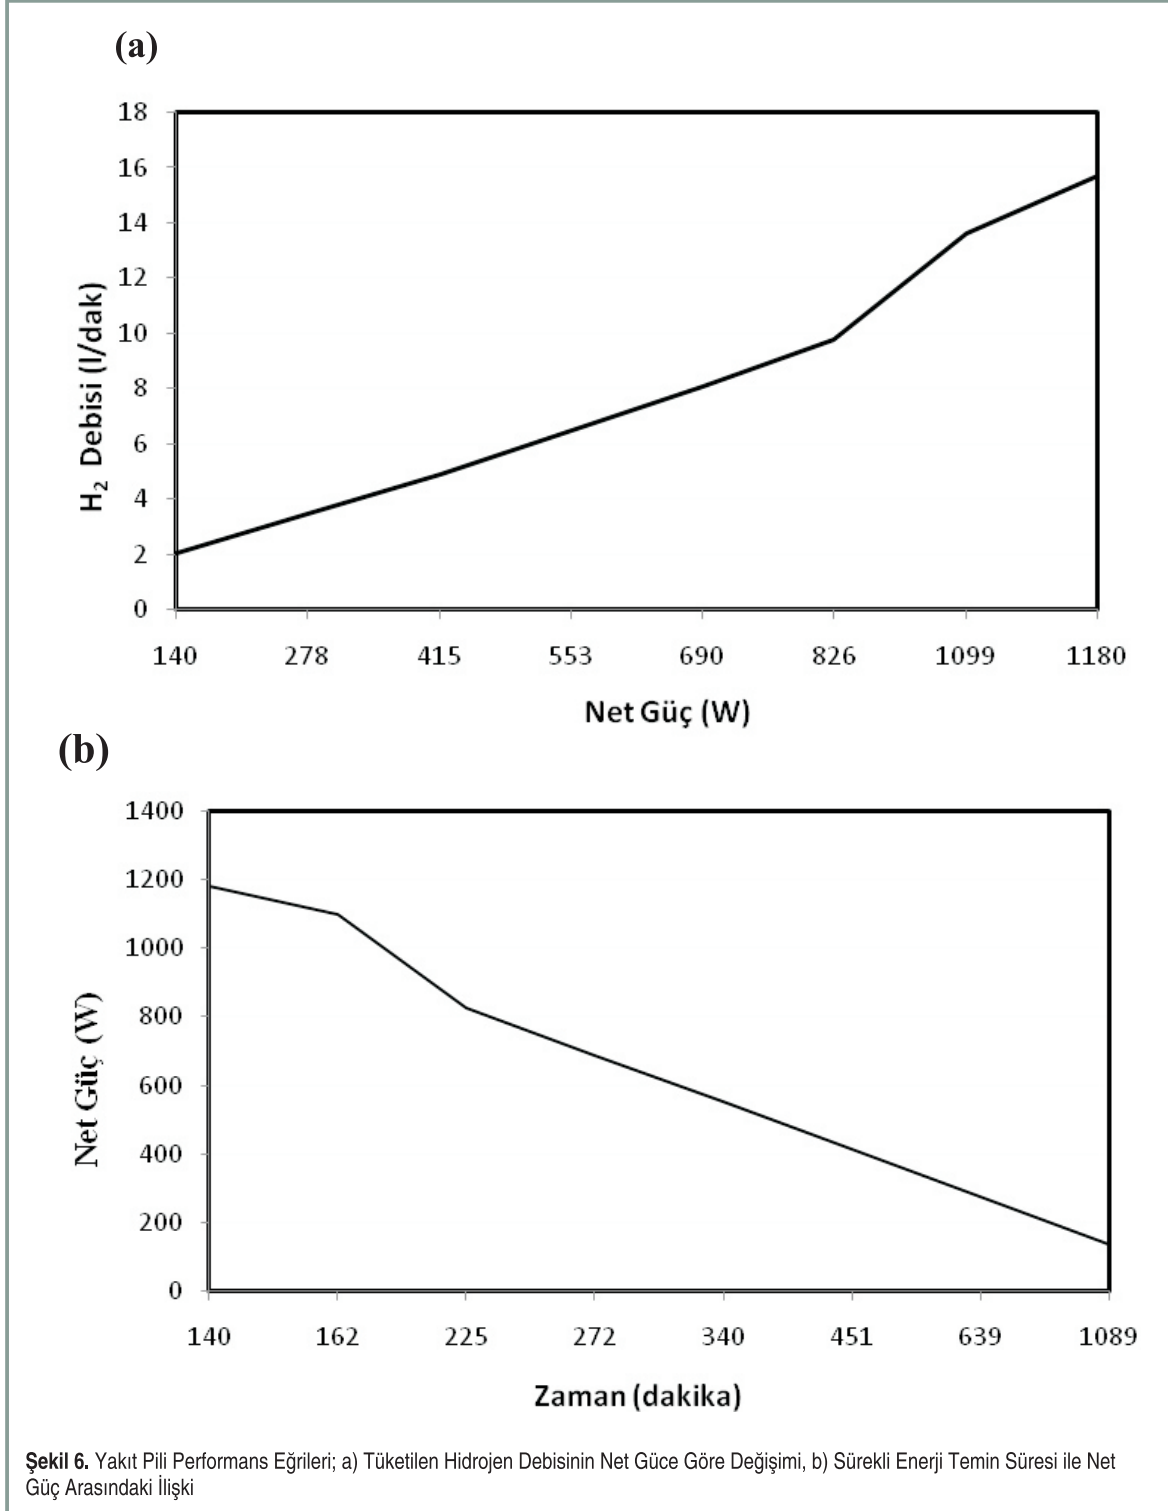 (a)
18
16
14
12
10
8
6
4
2
0
H₂ Debisi (l/dak)
140 278 415 553 690 826 1099 1180
Net Güç (W)
(b)
1400
1200
1000
800
600
400
200
0
Net Güç (W)
140 162 225 272 340 451 639 1089
Zaman (dakika)
Şekil 6. Yakıt Pili Performans Eğrileri; a) Tüketilen Hidrojen Debisinin Net Güce Göre Değişimi, b) Sürekli Enerji Temin Süresi ile Net
Güç Arasındaki İlişki